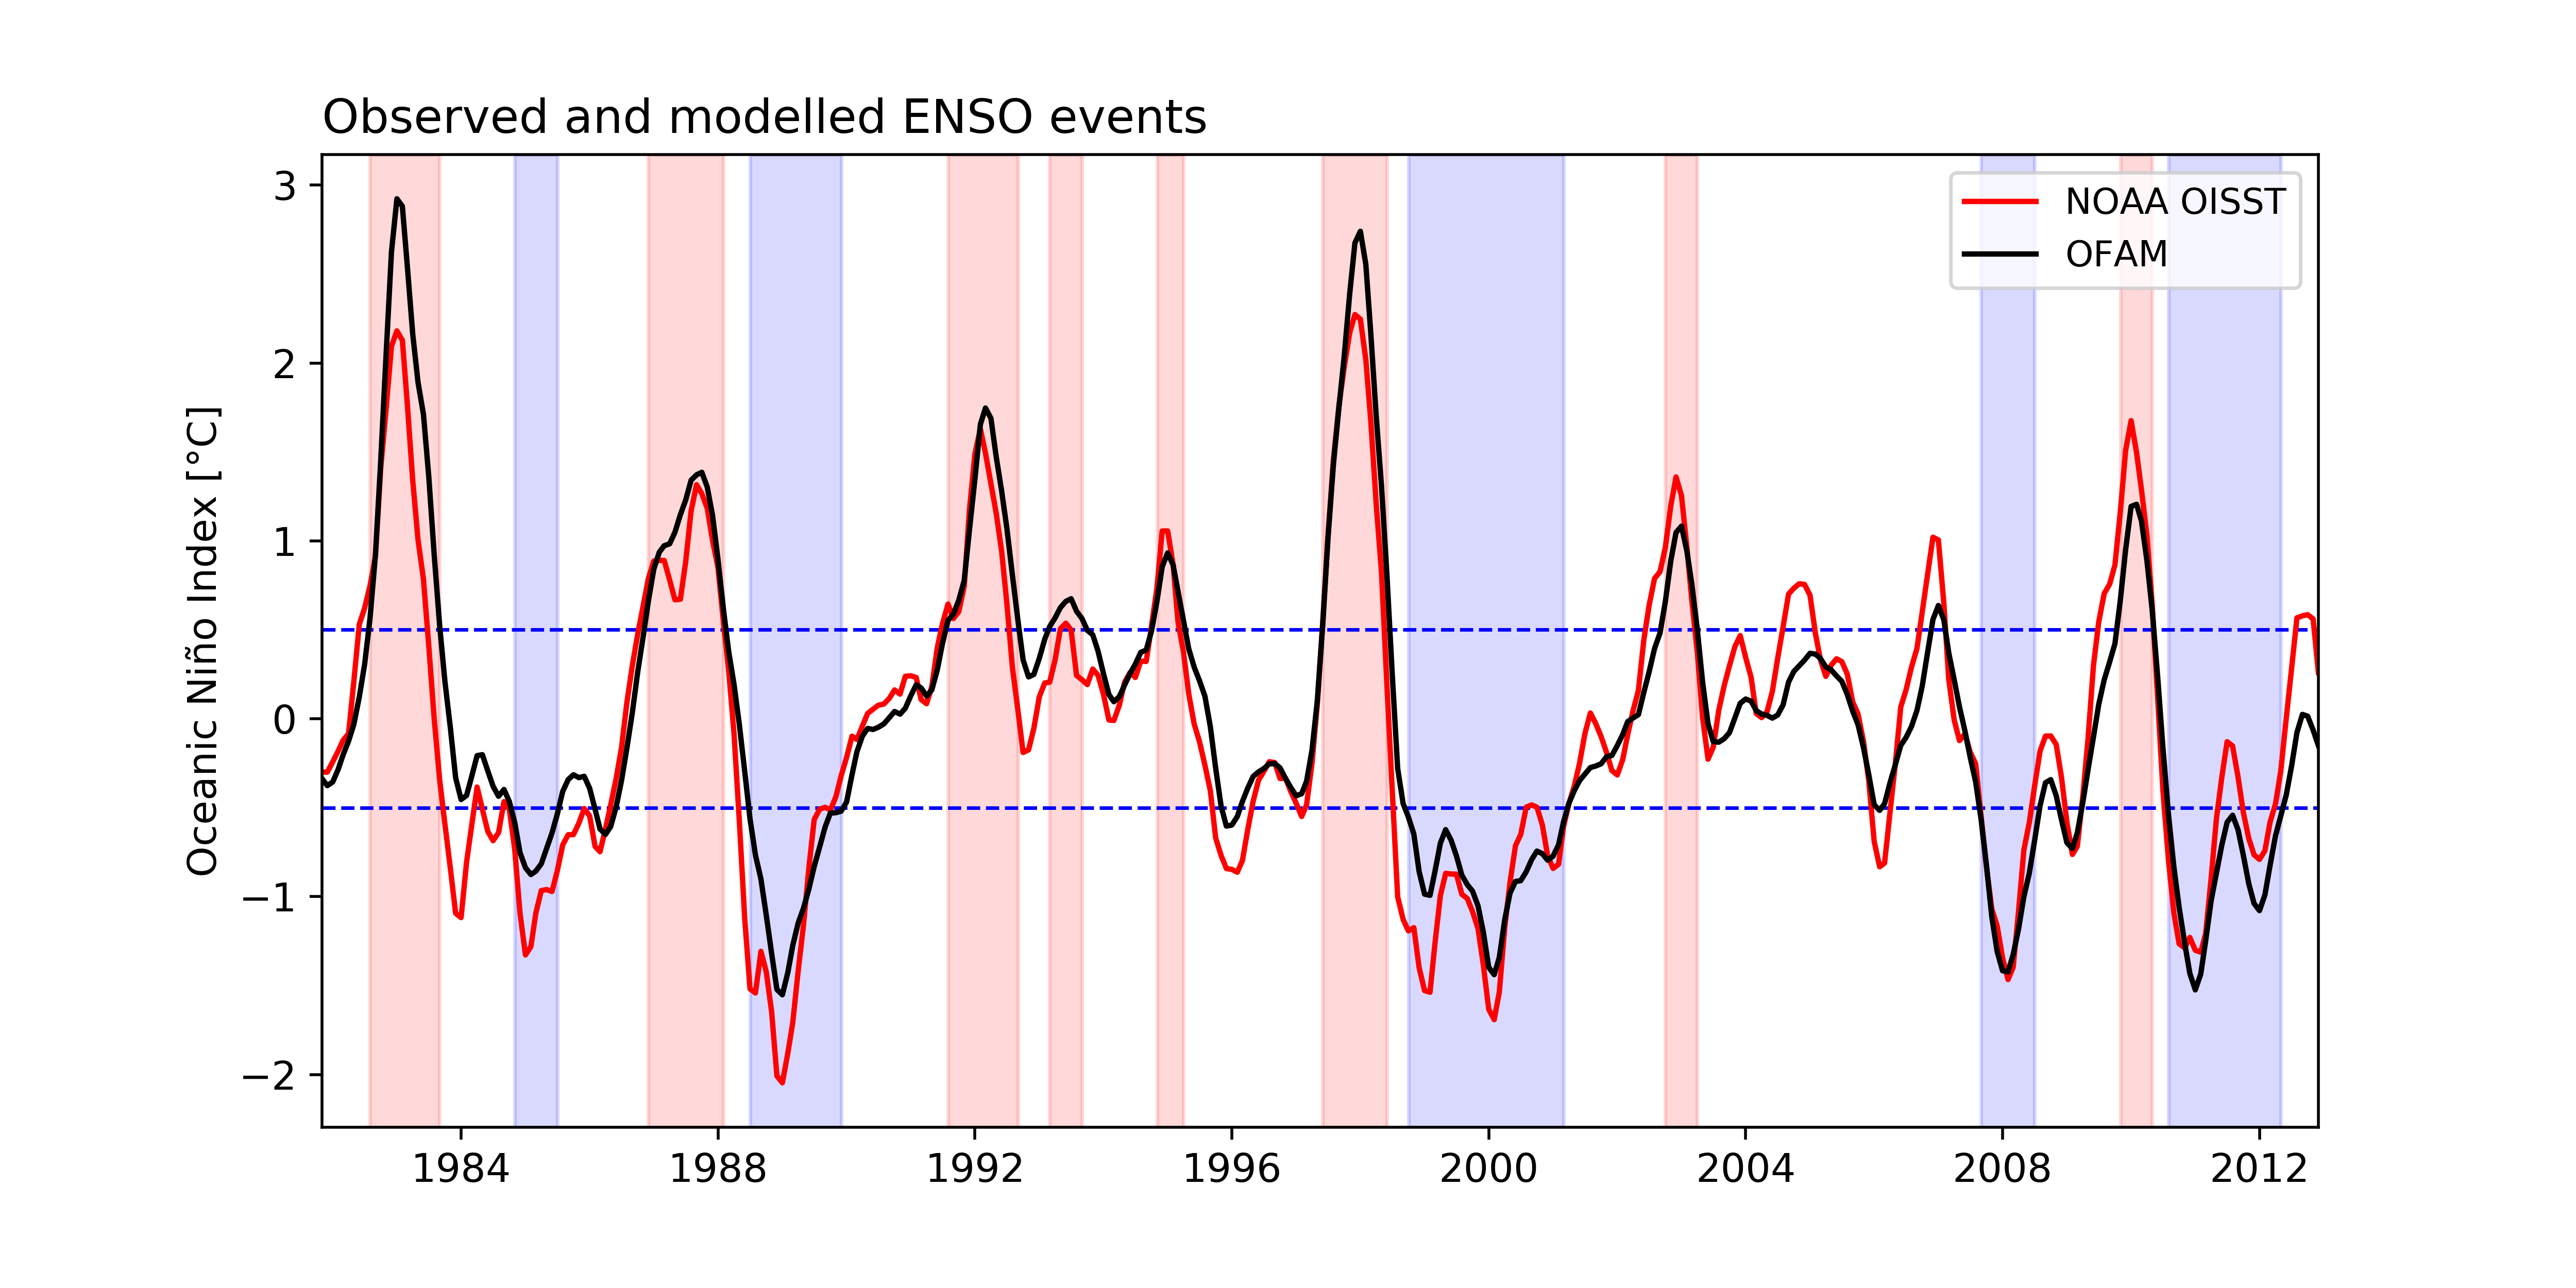 Observed and modelled ENSO events
Oceanic Niño Index [°C]
3
2
1
0
−1
−2
NOAA OISST
OFAM
1984 1988 1992 1996 2000 2004 2008 2012